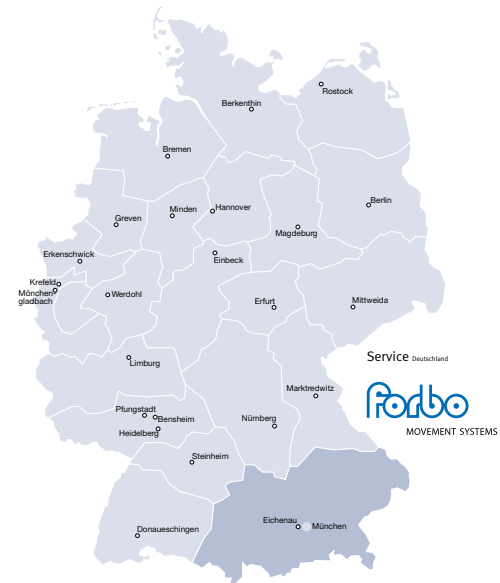 Rostock
Berkenthin
Bremen
Berlin
Minden
Hannover
Greven
Magdeburg
Erkenschwick
Einbeck
Krefeld
Mönchen
gladbach
Werdohl
Erfurt
Mittweida
Service Deutschland
Limburg
Marktredwitz
forbo
Pfungstadt
Bensheim
Nürnberg
Heidelberg
MOVEMENT SYSTEMS
Steinheim
Eichenau
München
Donaueschingen